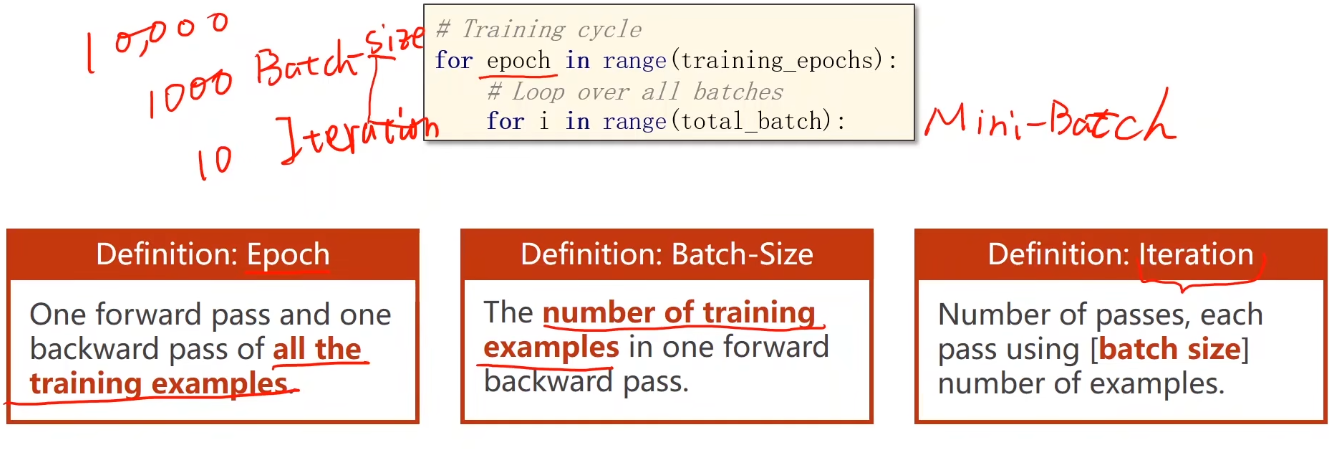 10,000
1000 Batch-Size
10 Iteration
# Training cycle
for epoch in range(training_epochs):
# Loop over all batches
for i in range(total_batch):
Mini-Batch
Definition: Epoch
One forward pass and one
backward pass of all the
training examples.
Definition: Batch-Size
The number of training
examples in one forward
backward pass.
Definition: Iteration
Number of passes, each
pass using [batch size]
number of examples.